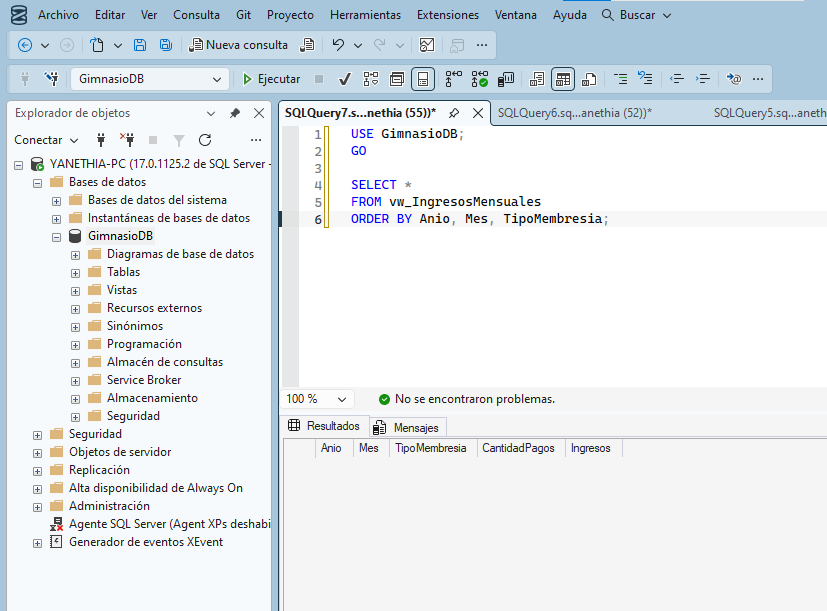 Archivo Editar Ver Consulta Git Proyecto Herramientas Extensiones Ventana Ayuda Buscar
Nueva consulta
GimnasioDB Ejecutar
Explorador de objetos
Conectar
YANETHIA-PC (17.0.1125.2 de SQL Server -
Bases de datos
Bases de datos del sistema
Instantáneas de bases de datos
GimnasioDB
Diagramas de base de datos
Tablas
Vistas
Recursos externos
Sinónimos
Programación
Almacén de consultas
Service Broker
Almacenamiento
Seguridad
Seguridad
Objetos de servidor
Replicación
Alta disponibilidad de Always On
Administración
Agente SQL Server (Agent XPs deshabi
Generador de eventos XEvent
SQLQuery7.s...nethia (55))* SQLQuery6.sq...anethia (52))* SQLQuery5.sq...aneth
1 USE GimnasioDB;
2 GO
3
4 SELECT *
5 FROM vw_IngresosMensuales
6 ORDER BY Anio, Mes, TipoMembresia;
100 % No se encontraron problemas.
Resultados Mensajes
Anio Mes TipoMembresia CantidadPagos Ingresos